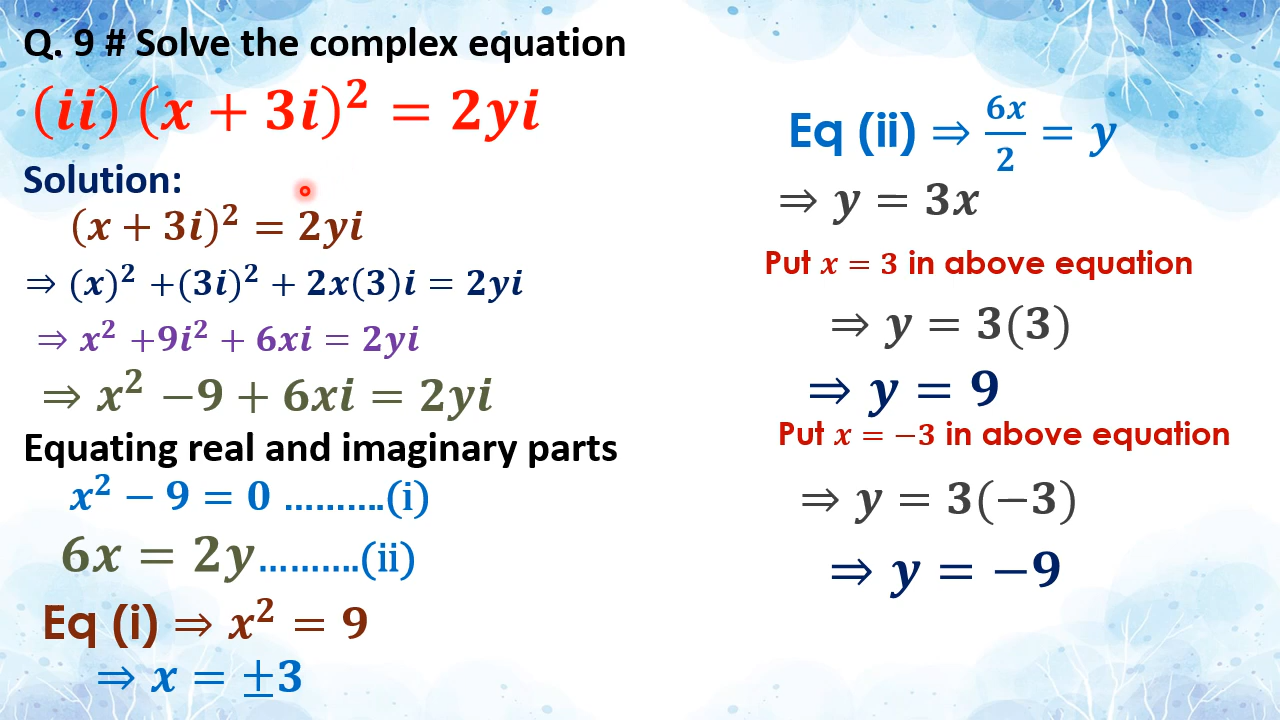 Q. 9 # Solve the complex equation
(ii) (x + 3i)² = 2yi
Solution:
(x + 3i)² = 2yi
⇒ (x)² +(3i)² + 2x(3)i = 2yi
⇒ x² +9i² + 6xi = 2yi
⇒ x² −9 + 6xi = 2yi
Equating real and imaginary parts
x² − 9 = 0 ..........(i)
6x = 2y..........(ii)
Eq (i) ⇒ x² = 9
⇒ x = ±3
Eq (ii) ⇒ 6x/2 = y
⇒ y = 3x
Put x = 3 in above equation
⇒ y = 3(3)
⇒ y = 9
Put x = −3 in above equation
⇒ y = 3(−3)
⇒ y = −9